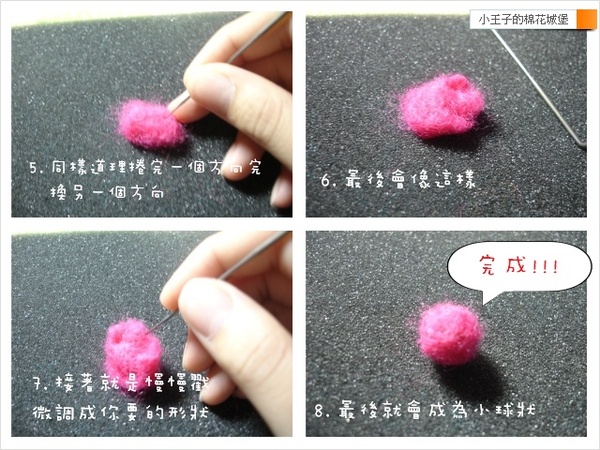 小王子的棉花城堡
5. 同樣道理捲完一個方向完
換另一個方向
6. 最後會像這樣
7. 接著就是慢慢戳
微調成你要的形狀
完成!!!
8. 最後就會成為小球狀